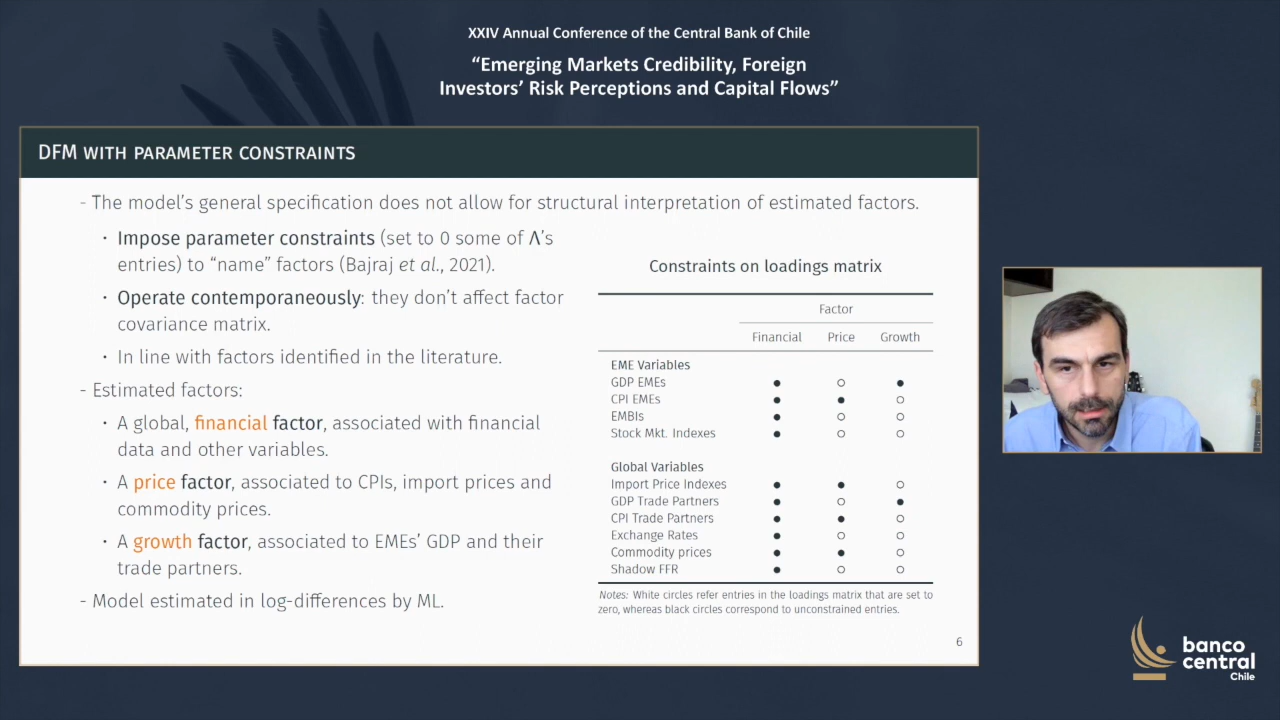 XXIV Annual Conference of the Central Bank of Chile
“Emerging Markets Credibility, Foreign
Investors’ Risk Perceptions and Capital Flows”
DFM WITH PARAMETER CONSTRAINTS
- The model’s general specification does not allow for structural interpretation of estimated factors.
· Impose parameter constraints (set to 0 some of Λ’s
entries) to “name” factors (Bajraj et al., 2021).
· Operate contemporaneously: they don’t affect factor
covariance matrix.
· In line with factors identified in the literature.
- Estimated factors:
· A global, financial factor, associated with financial
data and other variables.
· A price factor, associated to CPIs, import prices and
commodity prices.
· A growth factor, associated to EMEs’ GDP and their
trade partners.
- Model estimated in log-differences by ML.
Constraints on loadings matrix
Factor
Financial Price Growth
EME Variables
GDP EMEs ● ○ ●
CPI EMEs ● ● ○
EMBIs ● ○ ○
Stock Mkt. Indexes ● ○ ○
Global Variables
Import Price Indexes ● ● ○
GDP Trade Partners ● ○ ●
CPI Trade Partners ● ● ○
Exchange Rates ● ○ ○
Commodity prices ● ● ○
Shadow FFR ● ○ ○
Notes: White circles refer entries in the loadings matrix that are set to
zero, whereas black circles correspond to unconstrained entries.
6
banco
central
Chile